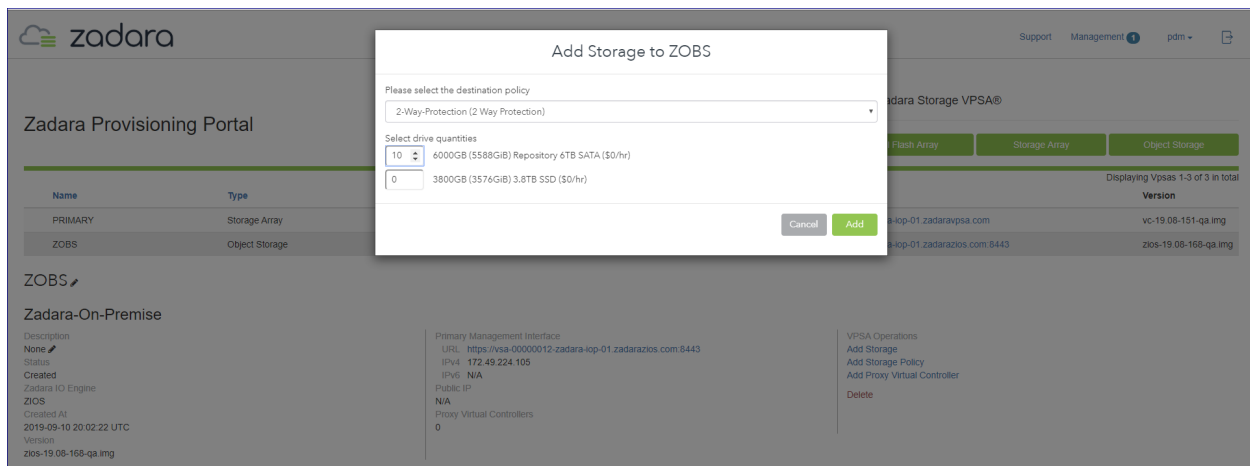 zadara
Support Management 1 pdm
Add Storage to ZOBS
Please select the destination policy
2-Way-Protection (2 Way Protection)
Select drive quantities
10 6000GB (5588GiB) Repository 6TB SATA ($0/hr)
0 3800GB (3576GiB) 3.8TB SSD ($0/hr)
Cancel Add
adara Storage VPSA®
Zadara Provisioning Portal
Flash Array Storage Array Object Storage
Displaying Vpsas 1-3 of 3 in total
Name Type Version
PRIMARY Storage Array a-iop-01.zadaravpsa.com vc-19.08-151-qa.img
ZOBS Object Storage a-iop-01.zadarazios.com:8443 zios-19.08-168-qa.img
ZOBS
Zadara-On-Premise
Description
None
Status
Created
Zadara IO Engine
ZIOS
Created At
2019-09-10 20:02:22 UTC
Version
zios-19.08-168-qa.img
Primary Management Interface
URL https://vsa-00000012-zadara-iop-01.zadarazios.com:8443
IPv4 172.49.224.105
IPv6 N/A
Public IP
N/A
Proxy Virtual Controllers
0
VPSA Operations
Add Storage
Add Storage Policy
Add Proxy Virtual Controller
Delete